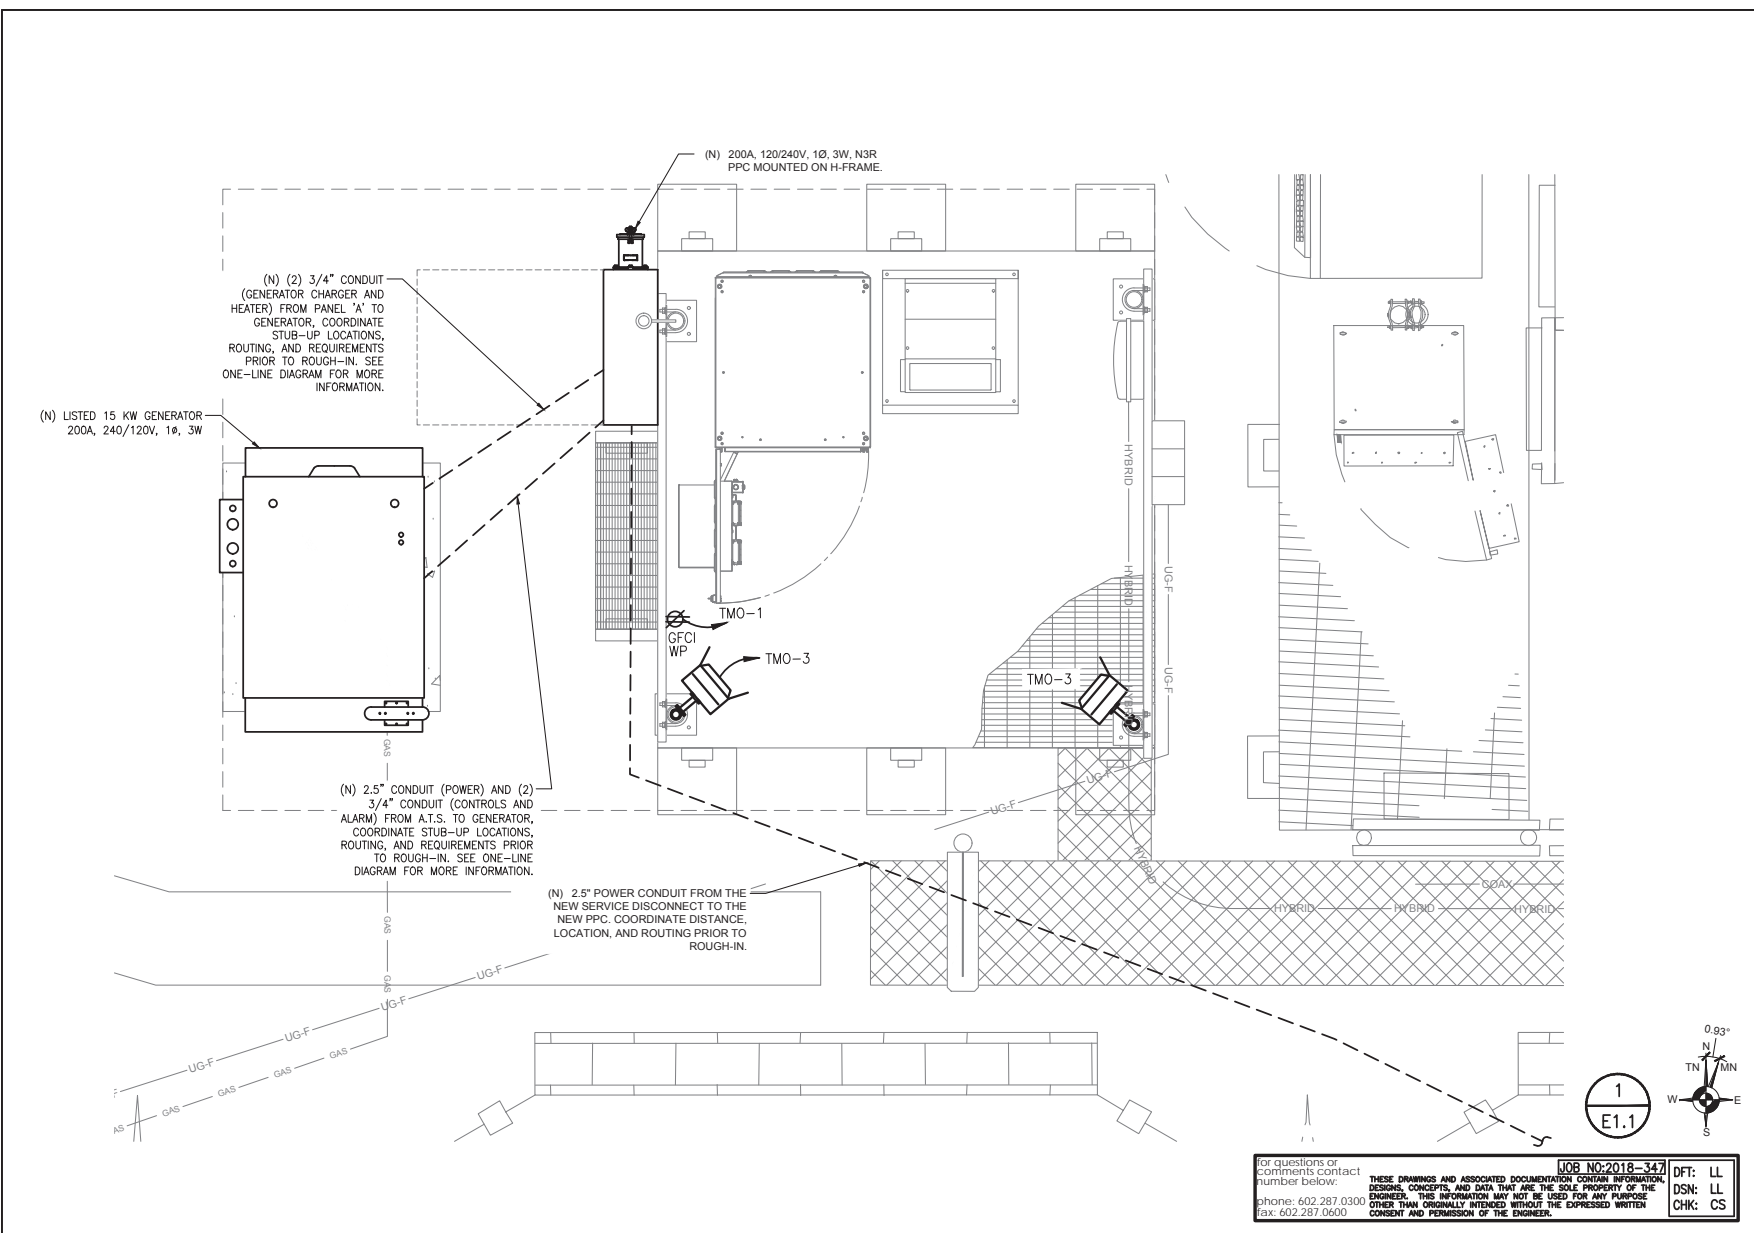 (N) 200A, 120/240V, 1Ø, 3W, N3R
PPC MOUNTED ON H-FRAME.
(N) (2) 3/4" CONDUIT
(GENERATOR CHARGER AND
HEATER) FROM PANEL 'A' TO
GENERATOR, COORDINATE
STUB-UP LOCATIONS,
ROUTING, AND REQUIREMENTS
PRIOR TO ROUGH-IN. SEE
ONE-LINE DIAGRAM FOR MORE
INFORMATION.
(N) LISTED 15 KW GENERATOR
200A, 240/120V, 1ø, 3W
HYBRID
HYBRID
HYBRID
UG-F
UG-F
TMO-1
GFCI
WP
TMO-3
TMO-3
GAS
UG-F
UG-F
(N) 2.5" CONDUIT (POWER) AND (2)
3/4" CONDUIT (CONTROLS AND
ALARM) FROM A.T.S. TO GENERATOR,
COORDINATE STUB-UP LOCATIONS,
ROUTING, AND REQUIREMENTS PRIOR
TO ROUGH-IN. SEE ONE-LINE
DIAGRAM FOR MORE INFORMATION.
HYBRID
(N) 2.5" POWER CONDUIT FROM THE
NEW SERVICE DISCONNECT TO THE
NEW PPC. COORDINATE DISTANCE,
LOCATION, AND ROUTING PRIOR TO
ROUGH-IN.
COAX
HYBRID
HYBRID
HYBRID
GAS
GAS
UG-F
UG-F
UG-F
UG-F
F
GAS
GAS
GAS
GAS
AS
0.93°
N
TN
MN
W
E
S
1
E1.1
for questions or
comments contact
number below:
phone: 602.287.0300
fax: 602.287.0600
JOB NO:2018-347
THESE DRAWINGS AND ASSOCIATED DOCUMENTATION CONTAIN INFORMATION,
DESIGNS, CONCEPTS, AND DATA THAT ARE THE SOLE PROPERTY OF THE
ENGINEER. THIS INFORMATION MAY NOT BE USED FOR ANY PURPOSE
OTHER THAN ORIGINALLY INTENDED WITHOUT THE EXPRESSED WRITTEN
CONSENT AND PERMISSION OF THE ENGINEER.
DFT: LL
DSN: LL
CHK: CS